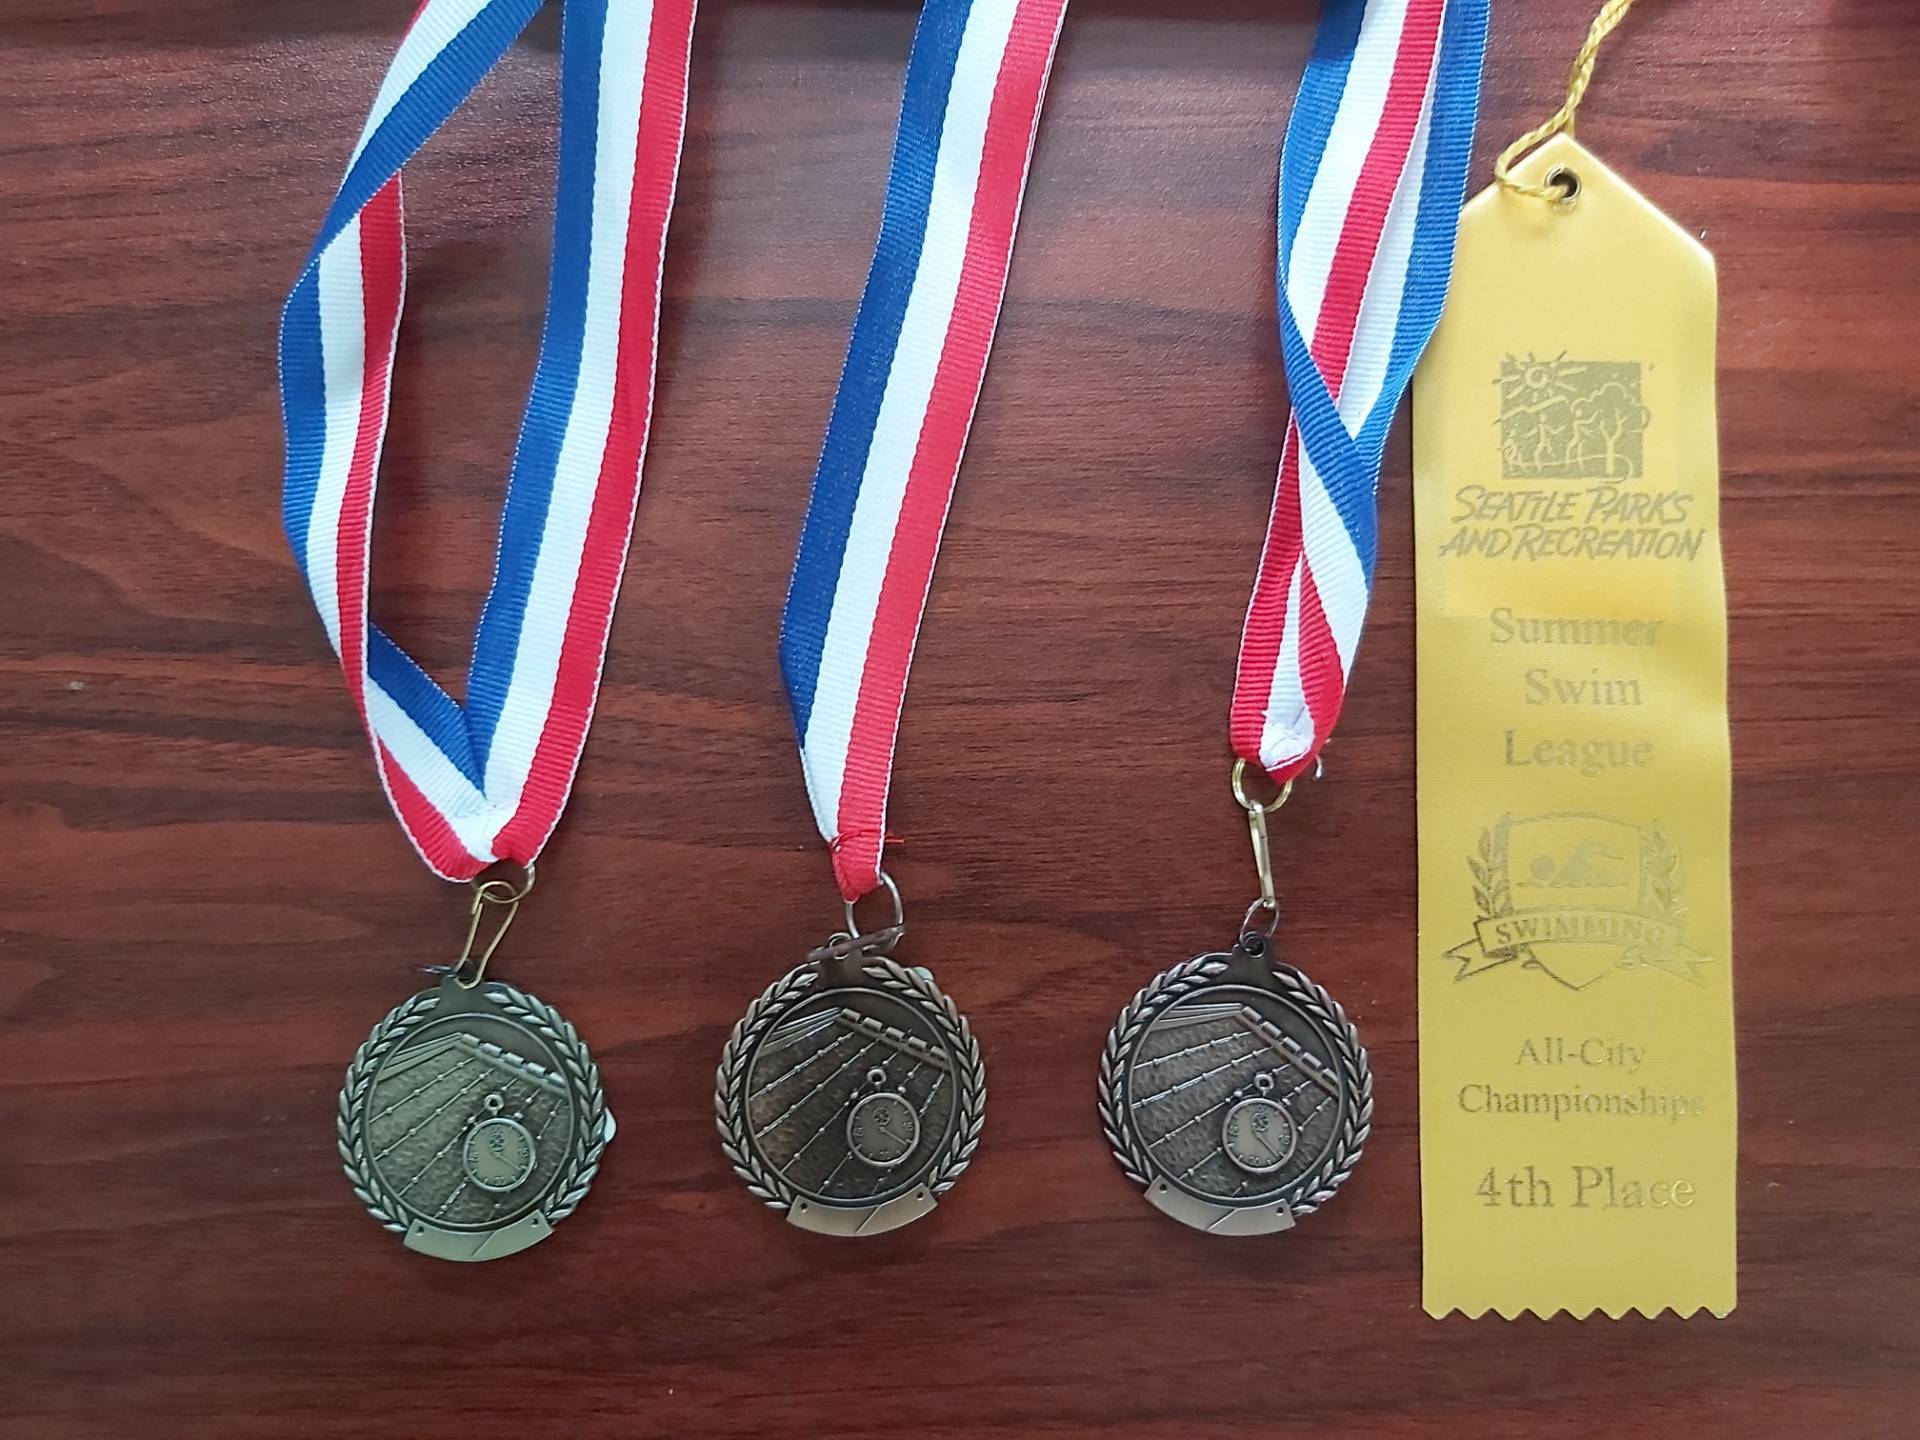 SEATTLE PARKS
AND RECREATION
Summer
Swim
League
SWIMMING
All-City
Championships
4th Place